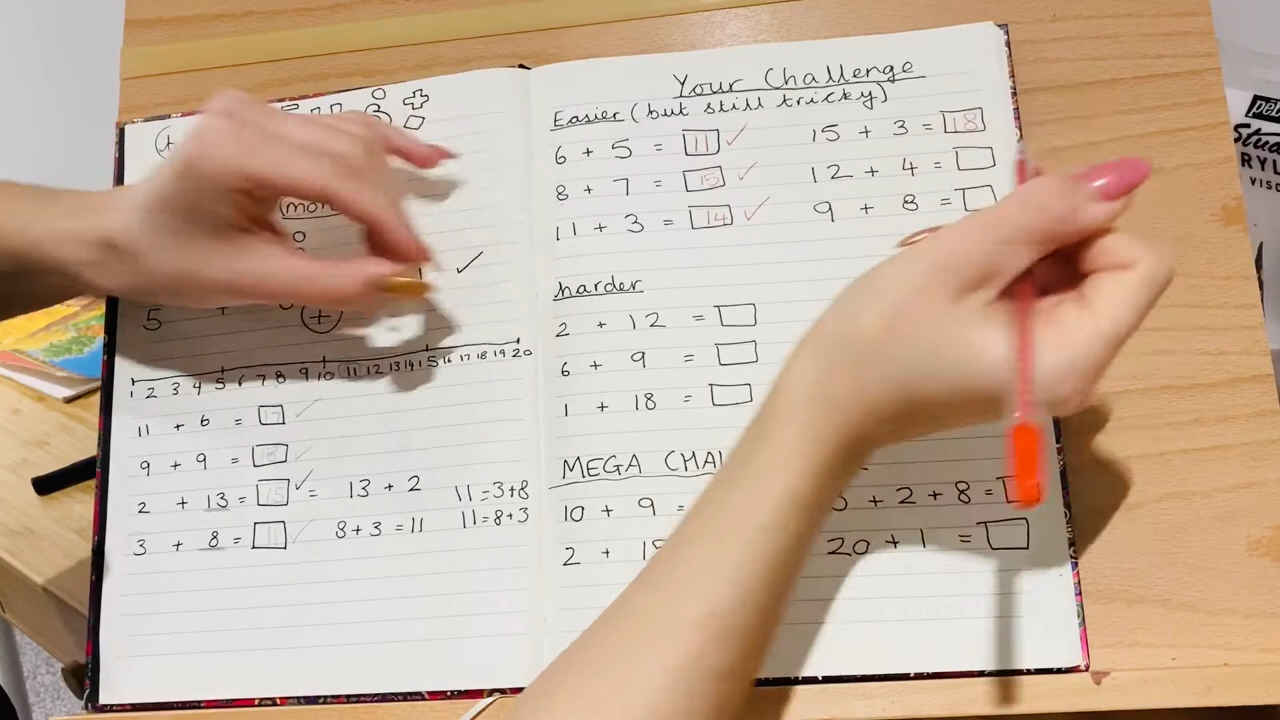 5 +
1 2 3 4 5 6 7 8 9 10 11 12 13 14 15 16 17 18 19 20
11 + 6 = 17 ✓
9 + 9 = 18 ✓
2 + 13 = 15 ✓ = 13 + 2
11 = 3+8
3 + 8 = 11 ✓ 8+3 = 11
11 = 8+3
Your Challenge
Easier (but still tricky)
6 + 5 = 11 ✓
8 + 7 = 15 ✓
11 + 3 = 14 ✓
15 + 3 = 18
12 + 4 =
9 + 8 =
harder
2 + 12 =
6 + 9 =
1 + 18 =
MEGA
10 + 9 =
2 +
+ 2 + 8 =
20 + 1 =